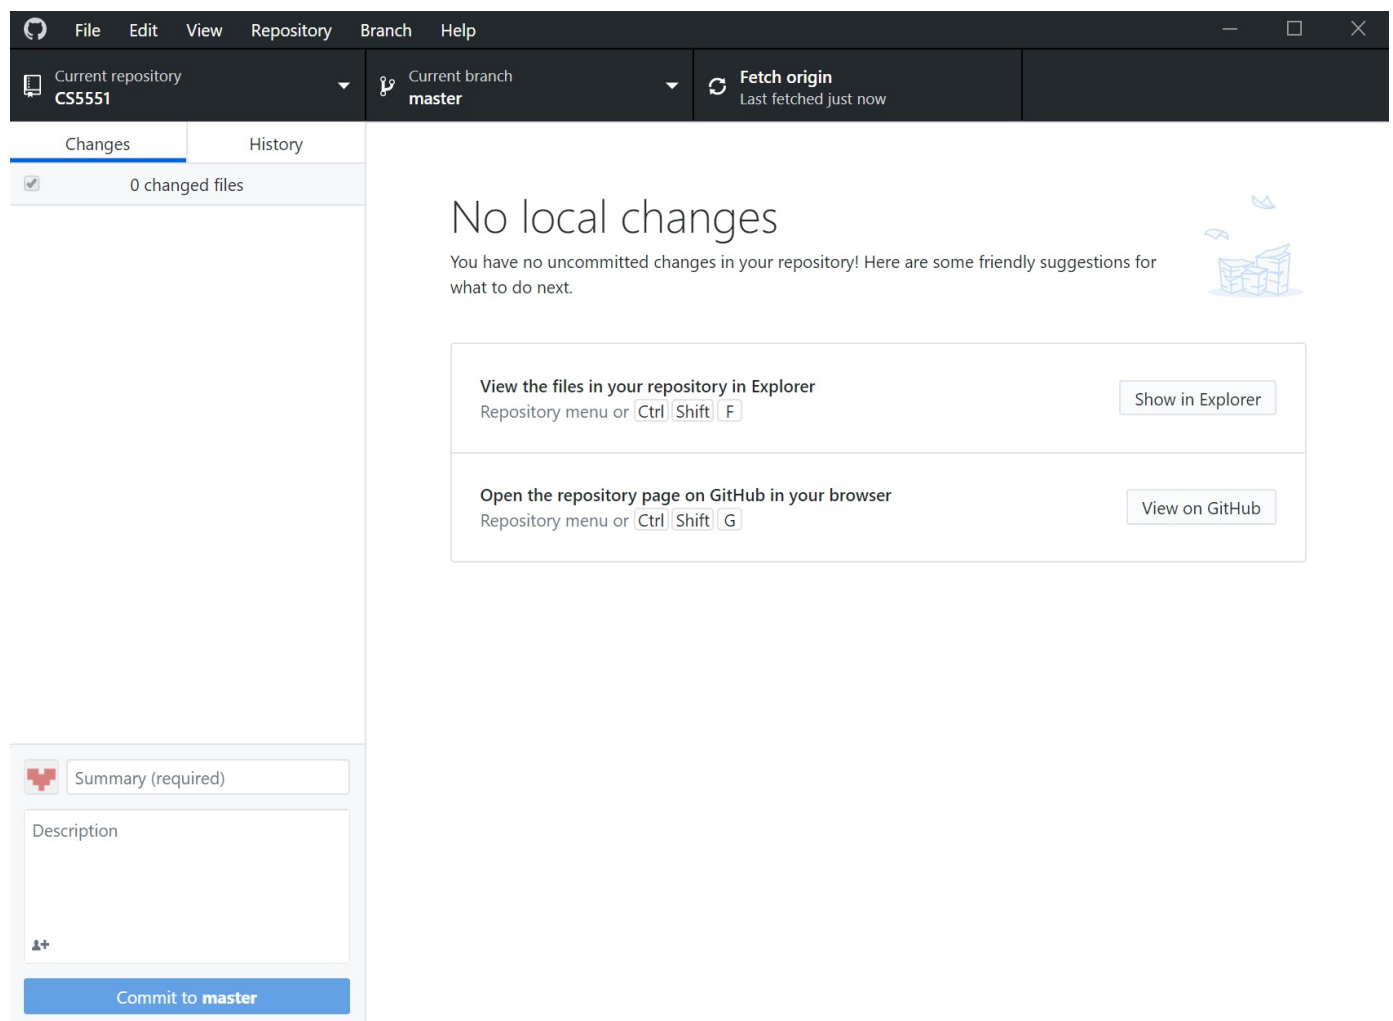 File Edit View Repository Branch Help
Current repository
CS5551
Current branch
master
Fetch origin
Last fetched just now
Changes
History
0 changed files
No local changes
You have no uncommitted changes in your repository! Here are some friendly suggestions for
what to do next.
View the files in your repository in Explorer
Repository menu or Ctrl Shift F
Show in Explorer
Open the repository page on GitHub in your browser
Repository menu or Ctrl Shift G
View on GitHub
Summary (required)
Description
Commit to master